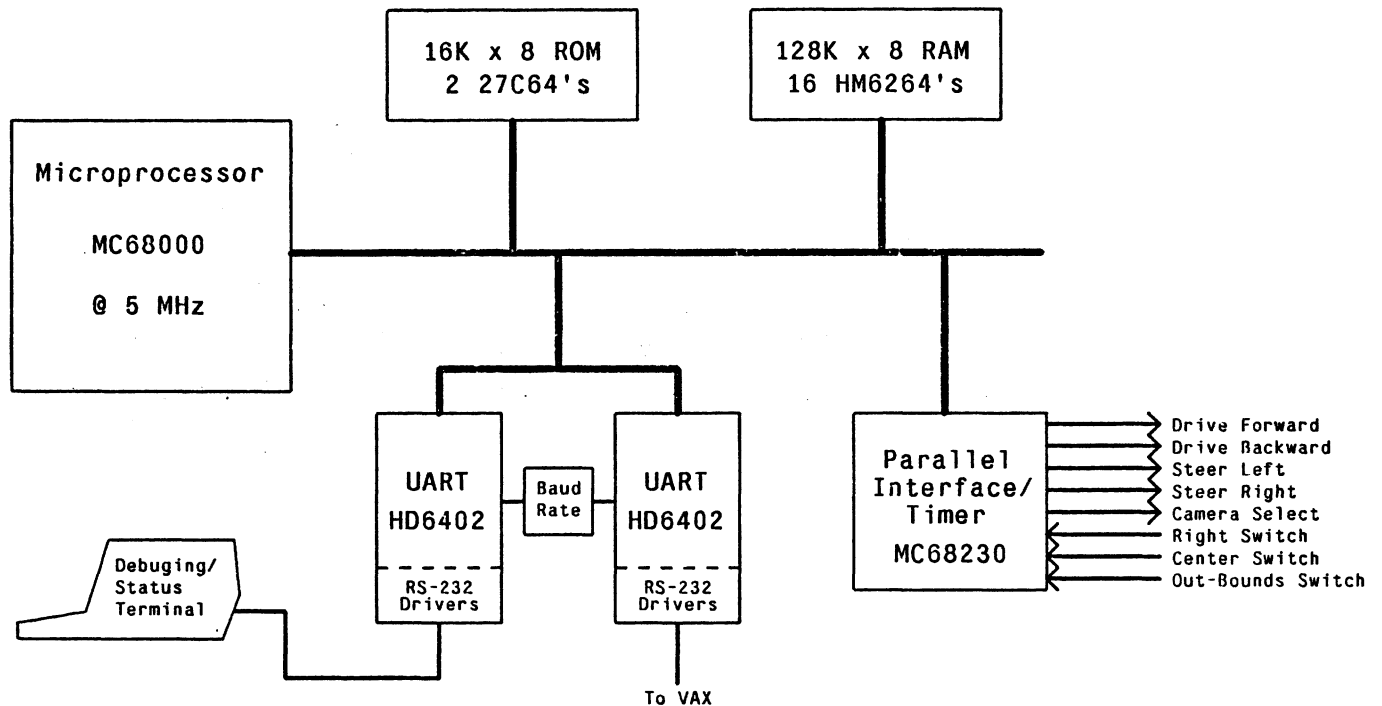 16K x 8 ROM
2 27C64's
128K x 8 RAM
16 HM6264's
Microprocessor
MC68000
@ 5 MHz
UART
HD6402
RS-232
Drivers
Baud
Rate
UART
HD6402
RS-232
Drivers
Parallel
Interface/
Timer
MC68230
Drive Forward
Drive Backward
Steer Left
Steer Right
Camera Select
Right Switch
Center Switch
Out-Bounds Switch
Debuging/
Status
Terminal
To VAX